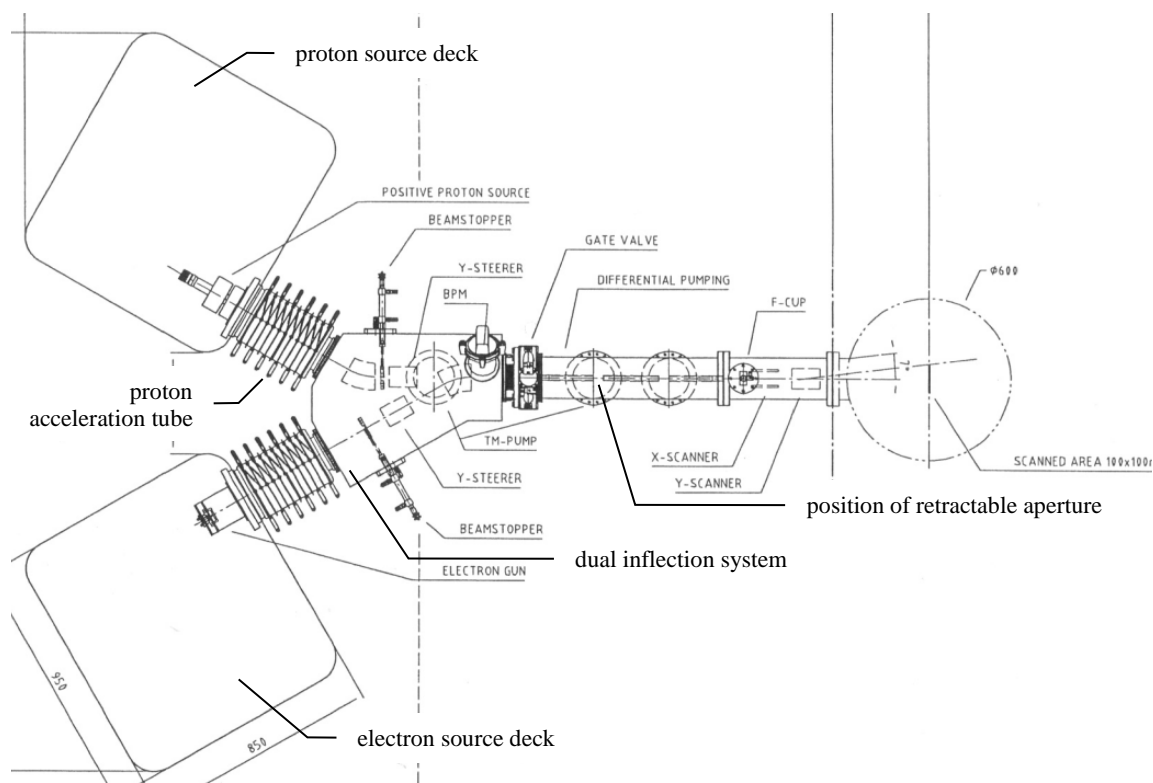 proton source deck
POSITIVE PROTON SOURCE
BEAMSTOPPER
GATE VALVE
Y-STEERER
DIFFERENTIAL PUMPING
Ø600
BPM
F-CUP
proton
acceleration tube
TM-PUMP
X-SCANNER
SCANNED AREA 100x100m
Y-STEERER
Y-SCANNER
position of retractable aperture
BEAMSTOPPER
dual inflection system
ELECTRON GUN
950
850
electron source deck